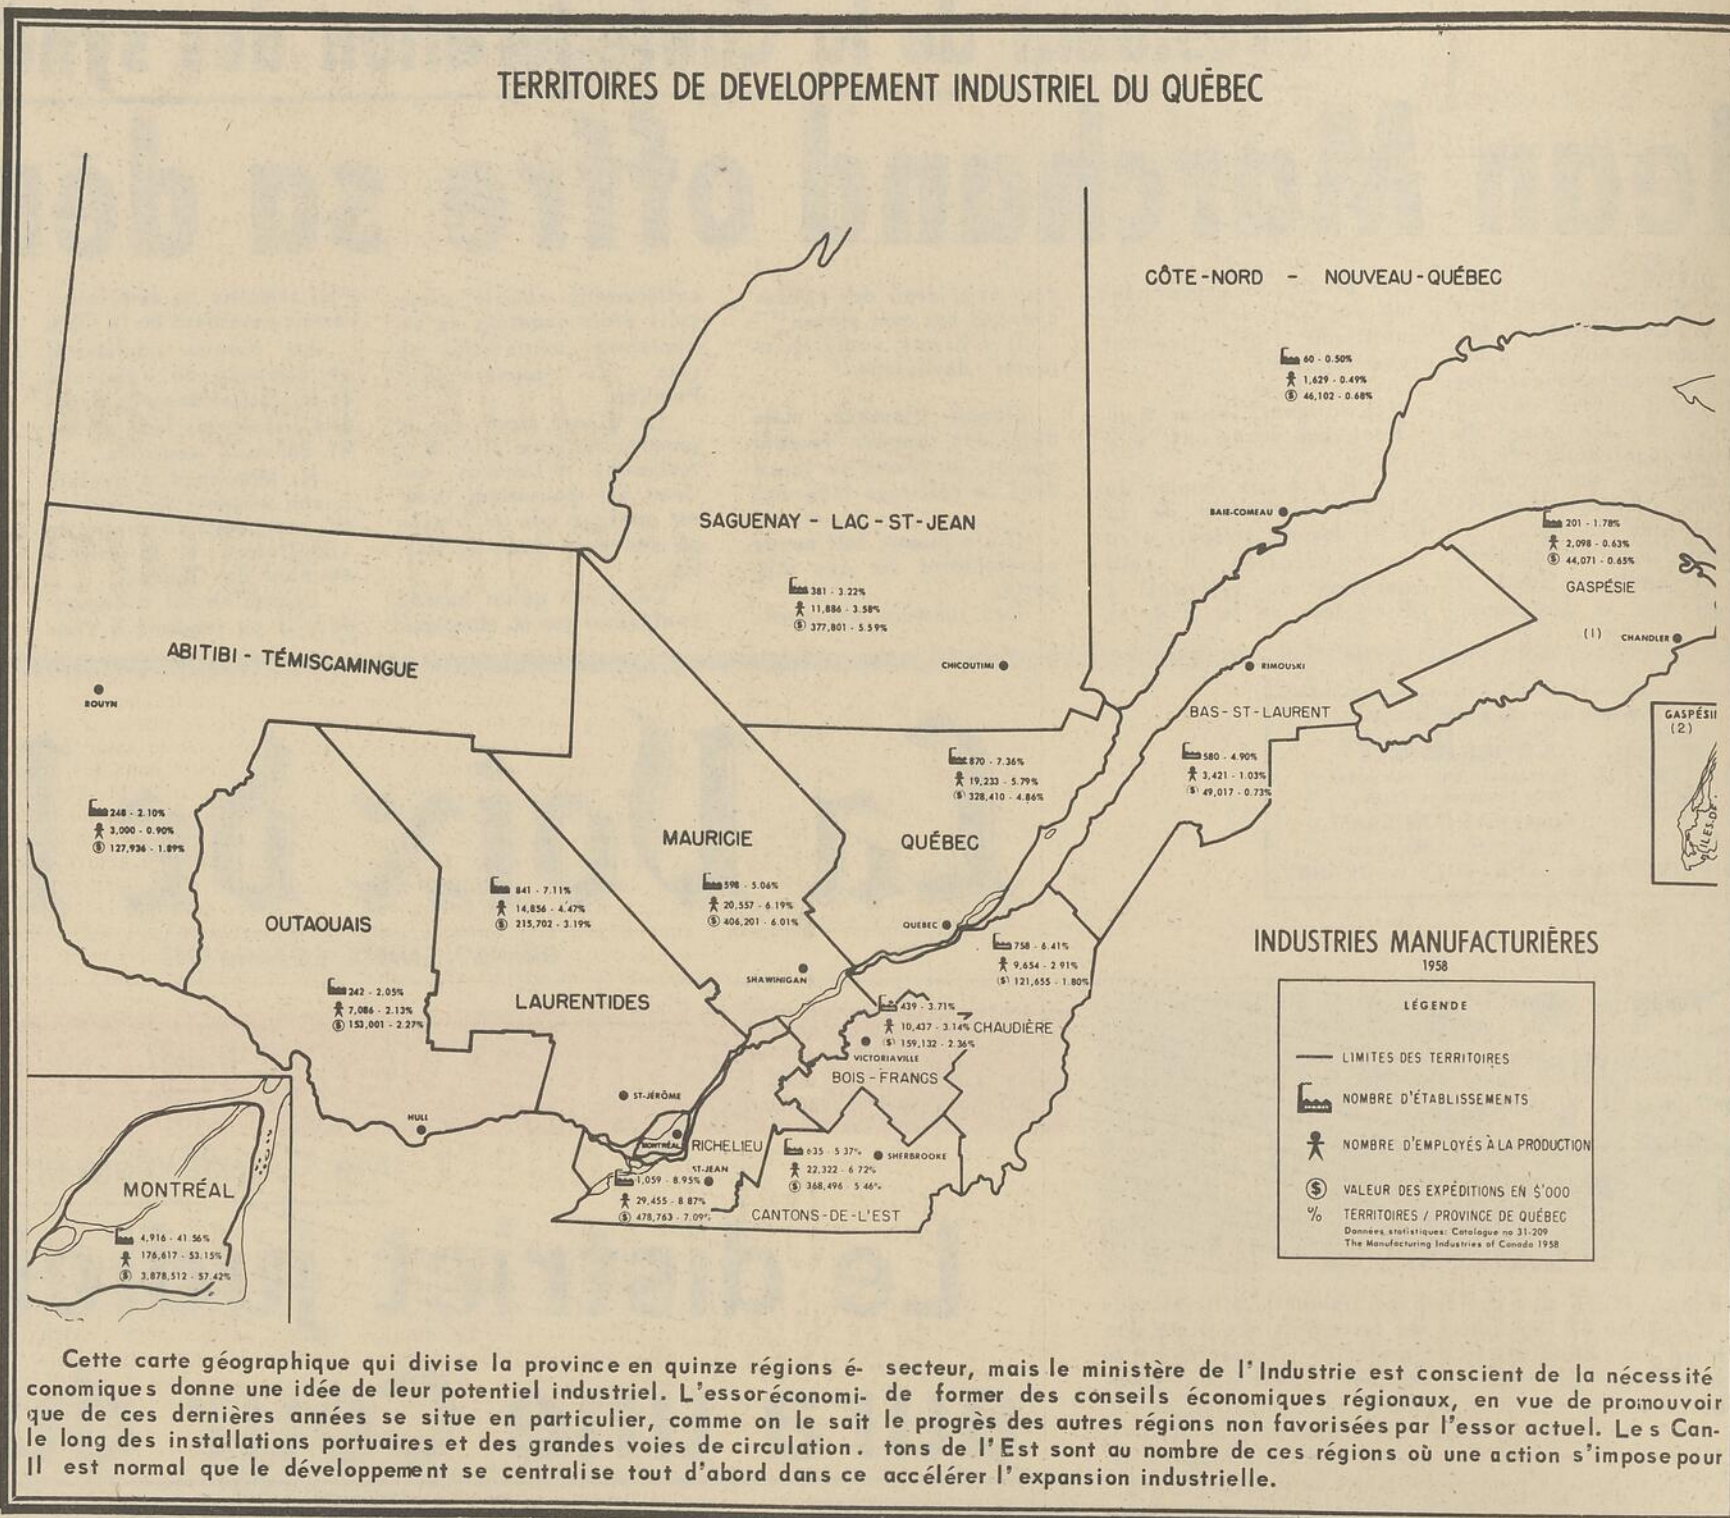 TERRITOIRES DE DEVELOPPEMENT INDUSTRIEL DU QUÉBEC
CÔTE-NORD - NOUVEAU-QUÉBEC
60 - 0.50%
1,629 - 0.49%
46,102 - 0.68%
BAIE-COMEAU
SAGUENAY - LAC-ST-JEAN
381 - 3.22%
11,886 - 3.58%
377,801 - 5.59%
CHICOUTIMI
201 - 1.78%
2,098 - 0.63%
44,071 - 0.65%
GASPÉSIE
(1)
CHANDLER
RIMOUSKI
BAS-ST-LAURENT
580 - 4.90%
3,421 - 1.03%
49,017 - 0.73%
GASPÉSI
(2)
ILES-DE
ABITIBI - TÉMISCAMINGUE
ROUYN
248 - 2.10%
3,000 - 0.90%
127,936 - 1.89%
OUTAOUAIS
242 - 2.05%
7,086 - 2.13%
153,001 - 2.27%
HULL
841 - 7.11%
14,856 - 4.47%
215,702 - 3.19%
LAURENTIDES
ST-JÉRÔME
MAURICIE
598 - 5.06%
20,557 - 6.19%
406,201 - 6.01%
SHAWINIGAN
870 - 7.36%
19,233 - 5.79%
328,410 - 4.86%
QUÉBEC
QUEBEC
758 - 6.41%
9,654 - 2.91%
121,655 - 1.80%
CHAUDIÈRE
439 - 3.71%
10,437 - 3.14%
159,132 - 2.36%
VICTORIAVILLE
BOIS-FRANCS
MONTRÉAL
RICHELIEU
ST-JEAN
1,059 - 8.95%
29,455 - 8.87%
478,763 - 7.09%
635 - 5.37%
22,322 - 6.72%
368,496 - 5.46%
SHERBROOKE
CANTONS-DE-L'EST
MONTRÉAL
4,916 - 41.56%
176,617 - 53.15%
3,878,512 - 57.42%
INDUSTRIES MANUFACTURIÈRES
1958
LÉGENDE
LIMITES DES TERRITOIRES
NOMBRE D'ÉTABLISSEMENTS
NOMBRE D'EMPLOYÉS À LA PRODUCTION
$ VALEUR DES EXPÉDITIONS EN $'000
% TERRITOIRES / PROVINCE DE QUÉBEC
Données statistiques: Catalogue no 31-209
The Manufacturing Industries of Canada 1958
Cette carte géographique qui divise la province en quinze régions é-
conomiques donne une idée de leur potentiel industriel. L'essor économi-
que de ces dernières années se situe en particulier, comme on le sait
le long des installations portuaires et des grandes voies de circulation.
Il est normal que le développement se centralise tout d'abord dans ce
secteur, mais le ministère de l'Industrie est conscient de la nécessité
de former des conseils économiques régionaux, en vue de promouvoir
le progrès des autres régions non favorisées par l'essor actuel. Les Can-
tons de l'Est sont au nombre de ces régions où une action s'impose pour
accélérer l'expansion industrielle.